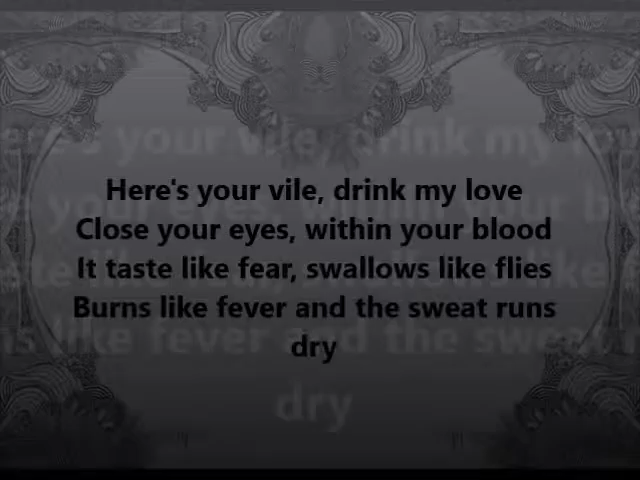 Here's your vile, drink my love
Close your eyes, within your blood
It taste like fear, swallows like flies
Burns like fever and the sweat runs
dry